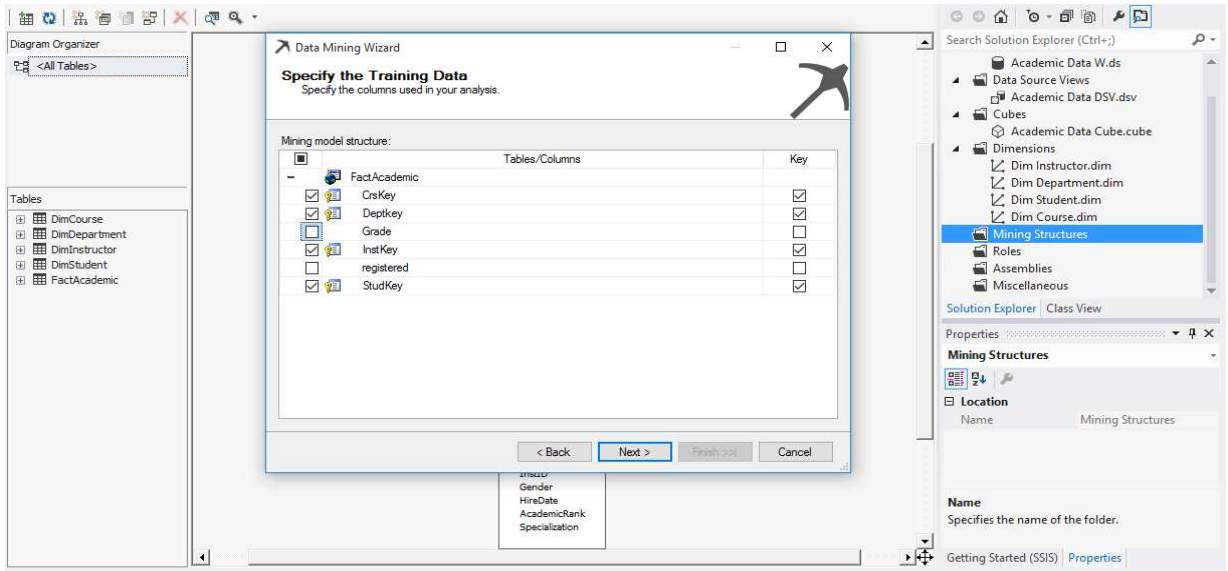 Diagram Organizer
<All Tables>
Tables
DimCourse
DimDepartment
DimInstructor
DimStudent
FactAcademic
Data Mining Wizard
Specify the Training Data
Specify the columns used in your analysis.
Mining model structure:
Tables/Columns Key
FactAcademic
CrsKey
Deptkey
Grade
InstKey
registered
StudKey
< Back Next > Finish >>| Cancel
InstID
Gender
HireDate
AcademicRank
Specialization
Search Solution Explorer (Ctrl+;)
Academic Data W.ds
Data Source Views
Academic Data DSV.dsv
Cubes
Academic Data Cube.cube
Dimensions
Dim Instructor.dim
Dim Department.dim
Dim Student.dim
Dim Course.dim
Mining Structures
Roles
Assemblies
Miscellaneous
Solution Explorer Class View
Properties
Mining Structures
Location
Name Mining Structures
Name
Specifies the name of the folder.
Getting Started (SSIS) Properties